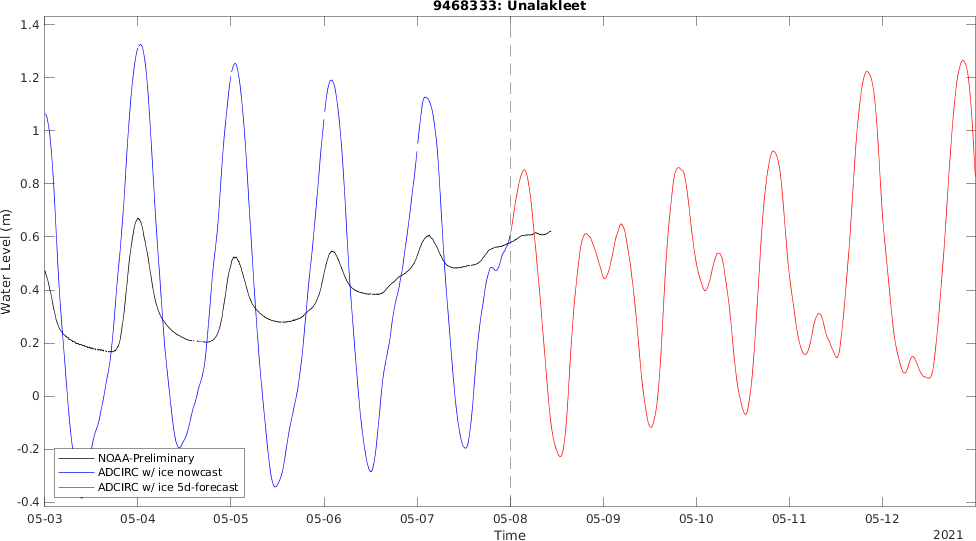 9468333: Unalakleet
1.4
1.2
1
0.8
0.6
0.4
0.2
0
-0.2
-0.4
Water Level (m)
NOAA-Preliminary
ADCIRC w/ ice nowcast
ADCIRC w/ ice 5d-forecast
05-03 05-04 05-05 05-06 05-07 05-08 05-09 05-10 05-11 05-12
Time
2021